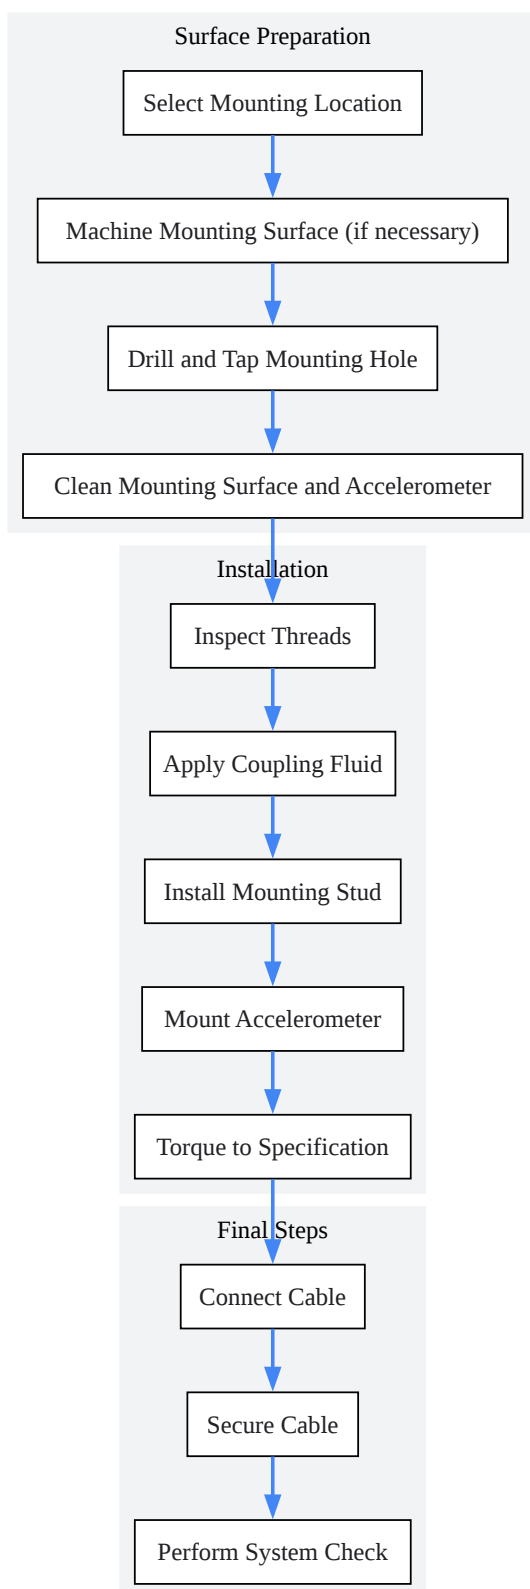 Surface Preparation
Select Mounting Location
Machine Mounting Surface (if necessary)
Drill and Tap Mounting Hole
Clean Mounting Surface and Accelerometer
Installation
Inspect Threads
Apply Coupling Fluid
Install Mounting Stud
Mount Accelerometer
Torque to Specification
Final Steps
Connect Cable
Secure Cable
Perform System Check